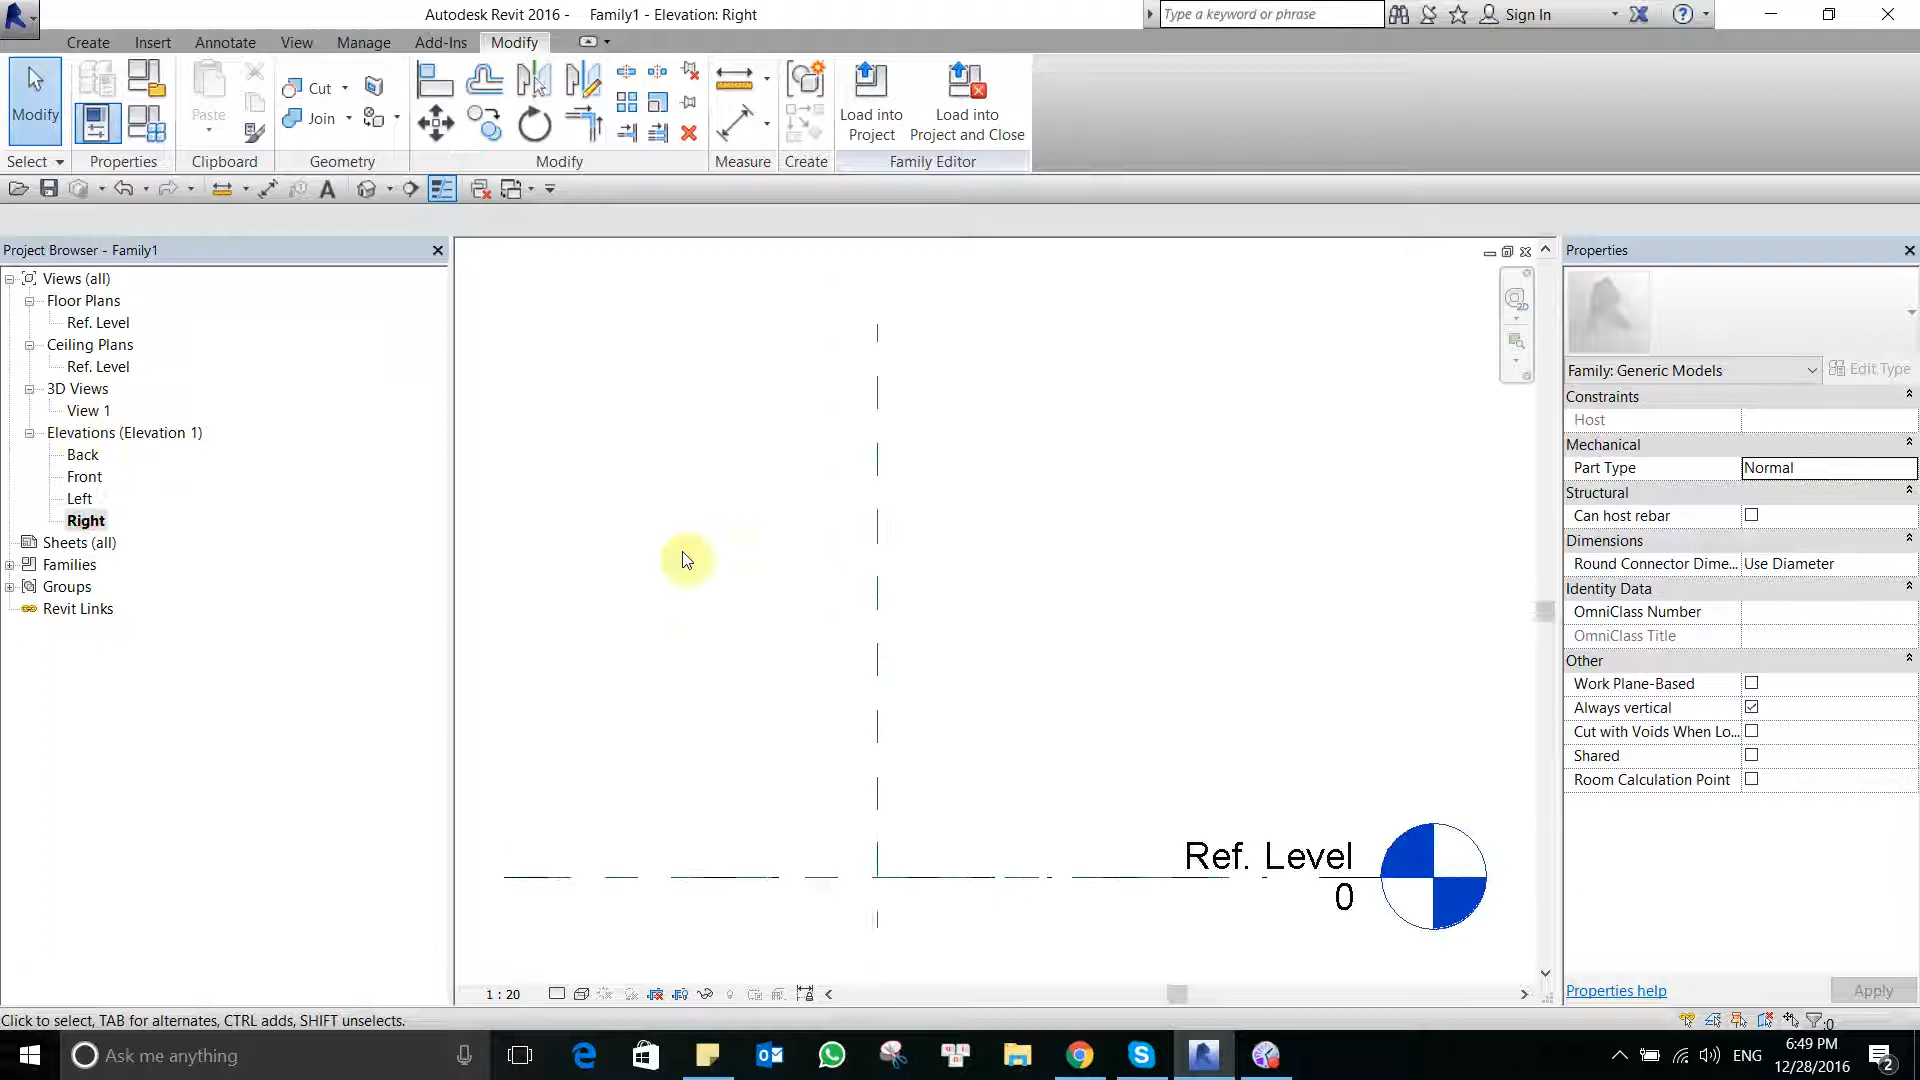 Autodesk Revit 2016 - Family1 - Elevation: Right
Type a keyword or phrase
Sign In
Create Insert Annotate View Manage Add-Ins Modify
Modify
Paste
Cut
Join
Load into Project
Load into Project and Close
Select Properties Clipboard Geometry Modify Measure Create Family Editor
Project Browser - Family1
Views (all)
Floor Plans
Ref. Level
Ceiling Plans
Ref. Level
3D Views
View 1
Elevations (Elevation 1)
Back
Front
Left
Right
Sheets (all)
Families
Groups
Revit Links
2D
Ref. Level
0
1 : 20
Properties
Family: Generic Models
Edit Type
Constraints
Host
Mechanical
Part Type Normal
Structural
Can host rebar
Dimensions
Round Connector Dime... Use Diameter
Identity Data
OmniClass Number
OmniClass Title
Other
Work Plane-Based
Always vertical
Cut with Voids When Lo...
Shared
Room Calculation Point
Properties help
Apply
Click to select, TAB for alternates, CTRL adds, SHIFT unselects.
:0
Ask me anything
ENG
6:49 PM
12/28/2016
2